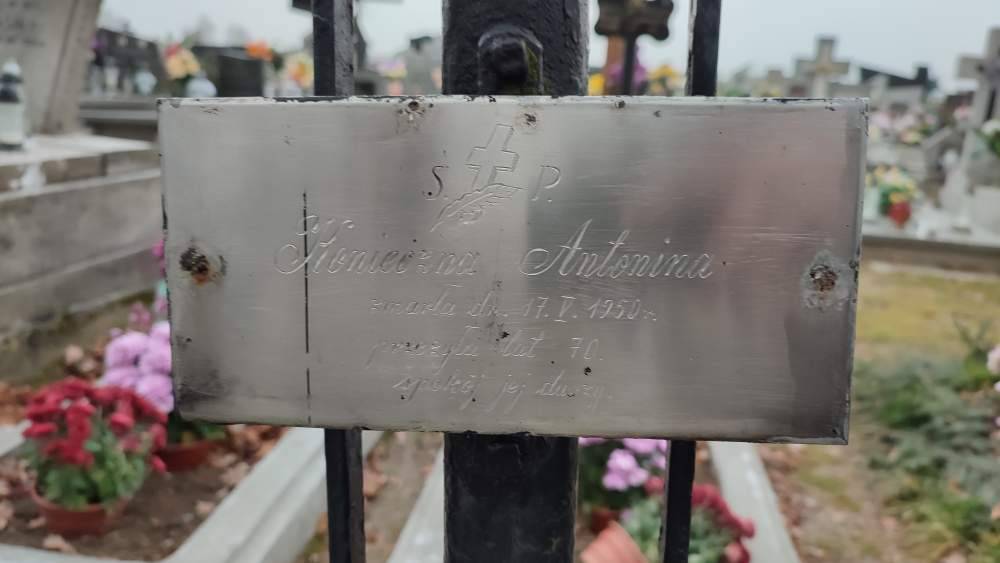 S. P.
Konieczna Antonina
zmarła dn. 17. V. 1950 r.
przeżyła lat 70.
spokój jej duszy.